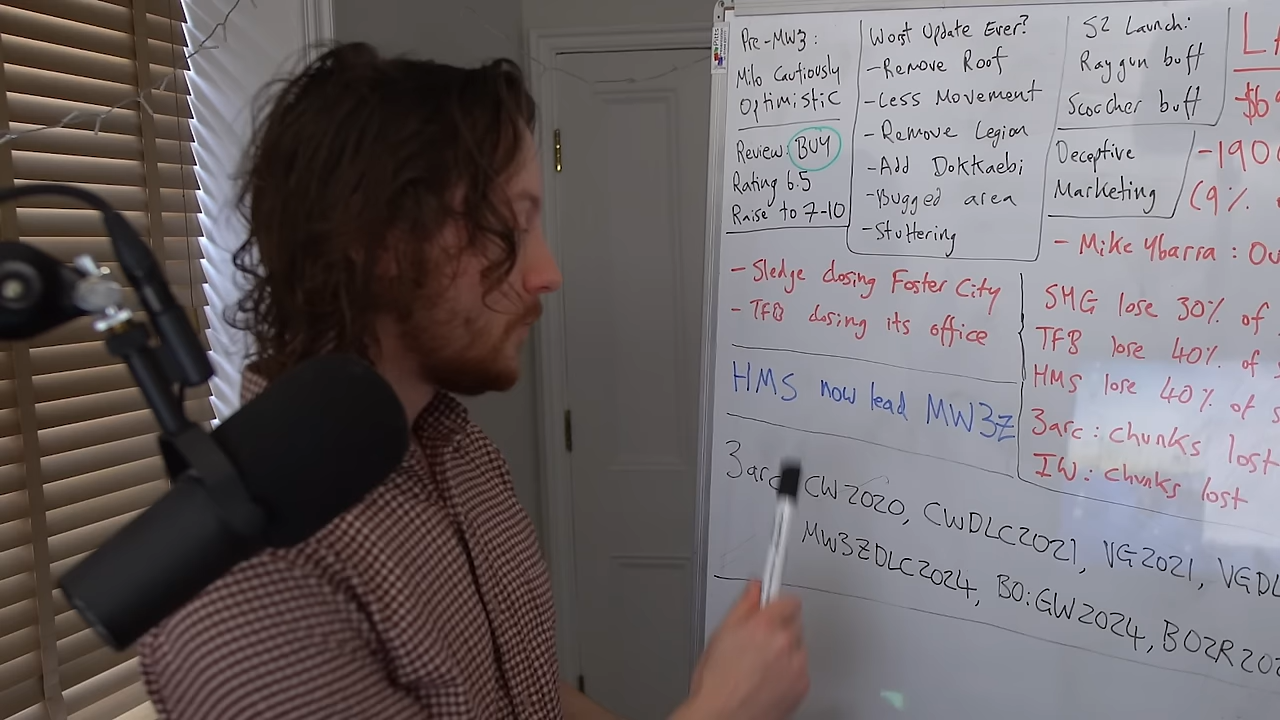 Pre-MW3:
Milo Cautiously
Optimistic
Review: BUY
Rating 6.5
Raise to 7-10
Worst Update Ever?
- Remove Roof
- Less Movement
- Remove Legion
- Add Dokkaebi
- Bugged area
- Stuttering
S2 Launch:
Raygun buff
Scorcher buff
Deceptive
Marketing
-$6
-190
(9%
- Mike Ybarra: Ou
- Sledge closing Foster City
- TFB closing its office
SHG lose 30% of
TFB lose 40% of
HMS lose 40% of s
3arc: chunks lost
IW: chunks lost
HMS now lead MW3Z
3arc CW2020, CWDLC2021, VG2021, VGDL
MW3ZDLC2024, BO:GW2024, BO2R202